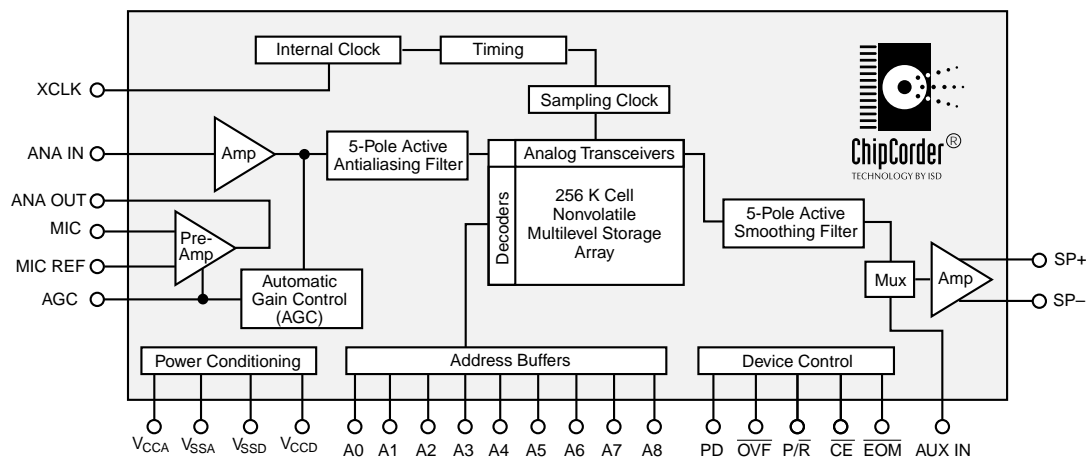 Internal Clock
Timing
XCLK
Sampling Clock
ChipCorder®
TECHNOLOGY BY ISD
ANA IN
Amp
5-Pole Active
Antialiasing Filter
Analog Transceivers
Decoders
256 K Cell
Nonvolatile
Multilevel Storage
Array
ANA OUT
MIC
Pre-
Amp
MIC REF
AGC
Automatic
Gain Control
(AGC)
5-Pole Active
Smoothing Filter
Mux
Amp
SP+
SP–
Power Conditioning
Address Buffers
Device Control
VCCA VSSA VSSD VCCD A0 A1 A2 A3 A4 A5 A6 A7 A8 PD O̅V̅F̅ P/R̅ C̅E̅ E̅O̅M̅ AUX IN